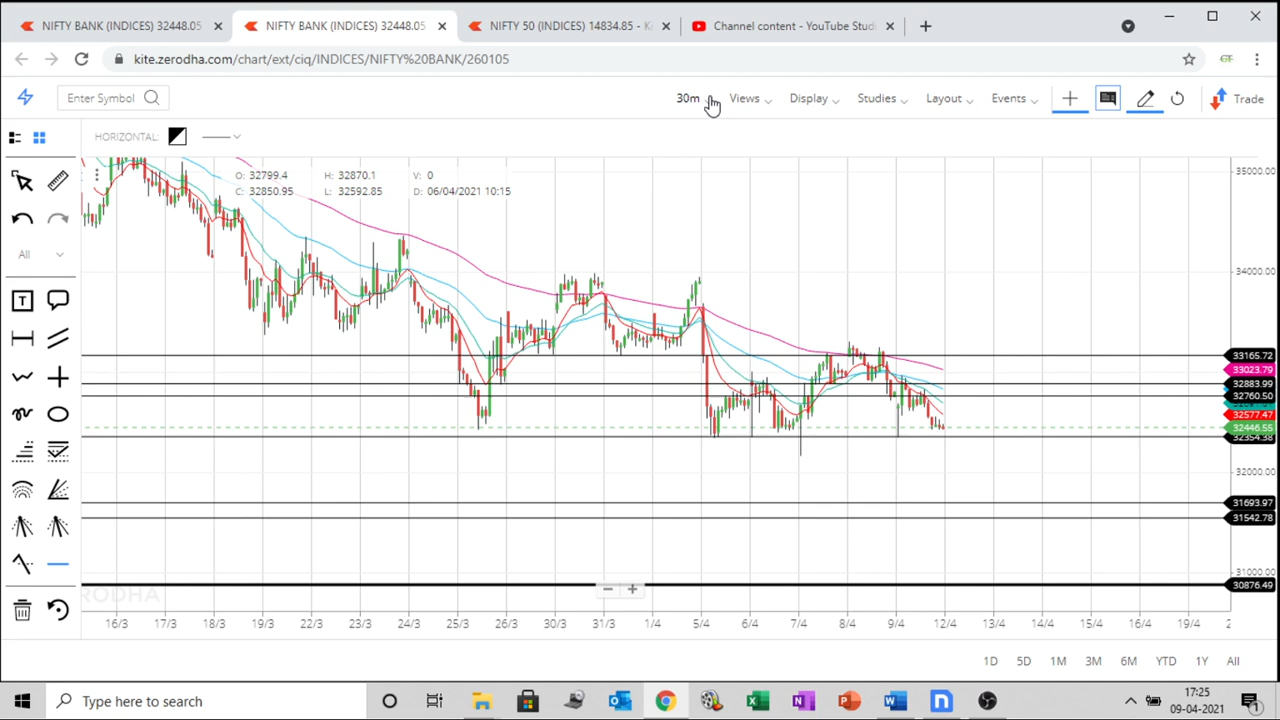 NIFTY BANK (INDICES) 32448.05
NIFTY BANK (INDICES) 32448.05
NIFTY 50 (INDICES) 14834.85 - K
Channel content - YouTube Stud
kite.zerodha.com/chart/ext/ciq/INDICES/NIFTY%20BANK/260105
GT
Enter Symbol
30m
Views
Display
Studies
Layout
Events
Trade
HORIZONTAL:
O: 32799.4
H: 32870.1
V: 0
C: 32850.95
L: 32592.85
D: 06/04/2021 10:15
All
T
35000.00
34000.00
33165.72
33023.79
32883.99
32760.50
32577.47
32446.55
32354.38
32000.00
31693.97
31542.78
31000.00
30876.49
ZERODHA
16/3
17/3
18/3
19/3
22/3
23/3
24/3
25/3
26/3
30/3
31/3
1/4
5/4
6/4
7/4
8/4
9/4
12/4
13/4
14/4
15/4
16/4
19/4
2
1D
5D
1M
3M
6M
YTD
1Y
All
Type here to search
17:25
09-04-2021
1